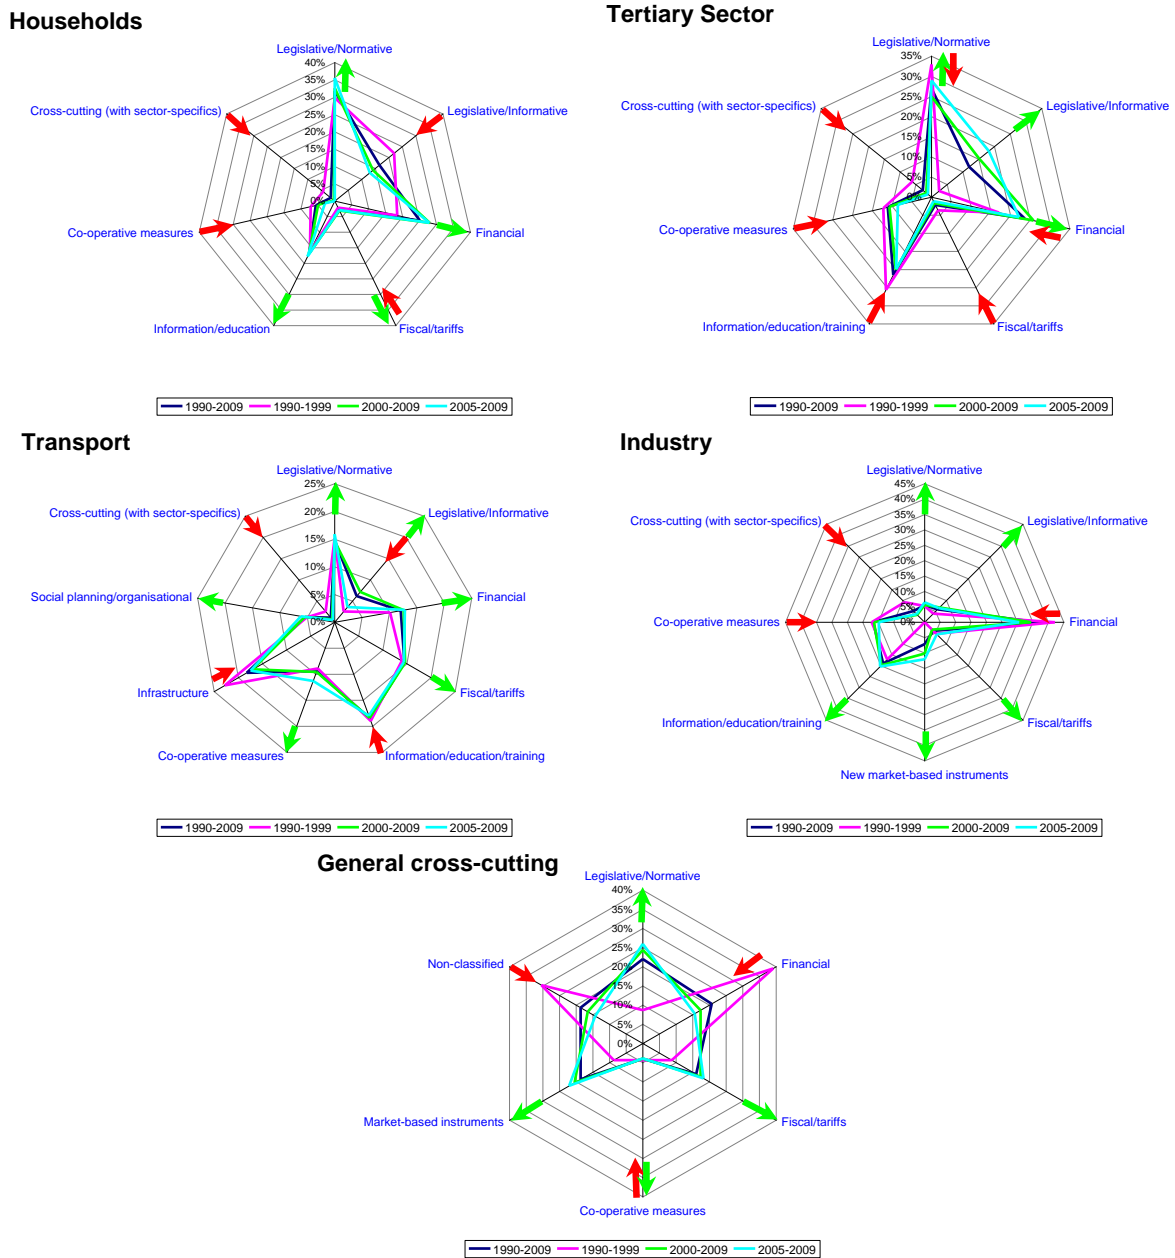 Households
Legislative/Normative
40%
35%
30%
25%
20%
15%
10%
5%
0%
Cross-cutting (with sector-specifics)
Legislative/Informative
Co-operative measures
Financial
Information/education
Fiscal/tariffs
1990-2009 1990-1999 2000-2009 2005-2009
Tertiary Sector
Legislative/Normative
35%
30%
25%
20%
15%
10%
5%
0%
Cross-cutting (with sector-specifics)
Legislative/Informative
Co-operative measures
Financial
Information/education/training
Fiscal/tariffs
1990-2009 1990-1999 2000-2009 2005-2009
Transport
Legislative/Normative
25%
20%
15%
10%
5%
0%
Cross-cutting (with sector-specifics)
Legislative/Informative
Social planning/organisational
Financial
Infrastructure
Fiscal/tariffs
Co-operative measures
Information/education/training
1990-2009 1990-1999 2000-2009 2005-2009
Industry
Legislative/Normative
45%
40%
35%
30%
25%
20%
15%
10%
5%
0%
Cross-cutting (with sector-specifics)
Legislative/Informative
Co-operative measures
Financial
Information/education/training
Fiscal/tariffs
New market-based instruments
1990-2009 1990-1999 2000-2009 2005-2009
General cross-cutting
Legislative/Normative
40%
35%
30%
25%
20%
15%
10%
5%
0%
Non-classified
Financial
Market-based instruments
Fiscal/tariffs
Co-operative measures
1990-2009 1990-1999 2000-2009 2005-2009